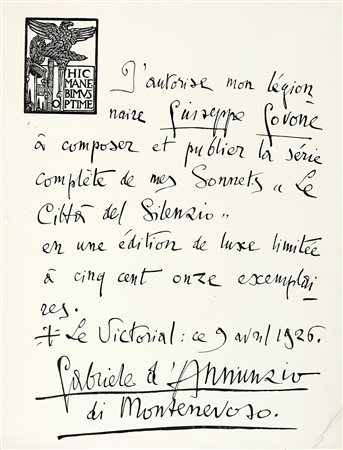 HIC
MANE
BIMVS
OPTIME
J'autorise mon légion
naire Giuseppe Govone
à composer et publier la série
complète de mes Sonnets « Le
Città del Silenzio »
en une édition de luxe limitée
à cinq cent onze exemplai
res.
Le Victorial : ce 9 avril 1926.
Gabriele d'Annunzio
di Montenevoso.